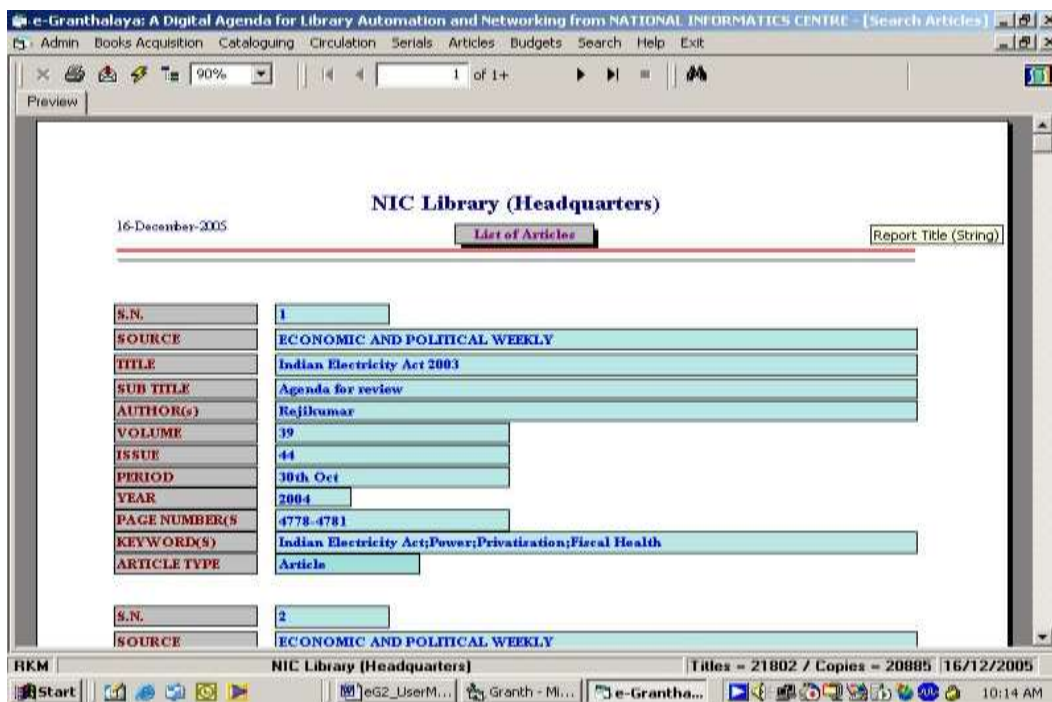 e-Granthalaya: A Digital Agenda for Library Automation and Networking from NATIONAL INFORMATICS CENTRE - [Search Articles]
Admin Books Acquisition Cataloguing Circulation Serials Articles Budgets Search Help Exit
90% 1 of 1+
Preview
NIC Library (Headquarters)
16-December-2005
List of Articles
Report Title (String)
S.N. 1
SOURCE ECONOMIC AND POLITICAL WEEKLY
TITLE Indian Electricity Act 2003
SUB TITLE Agenda for review
AUTHOR(s) Rejikumar
VOLUME 39
ISSUE 44
PERIOD 30th Oct
YEAR 2004
PAGE NUMBER(S 4778-4781
KEYWORD(S) Indian Electricity Act;Power;Privatisation;Fiscal Health
ARTICLE TYPE Article
S.N. 2
SOURCE ECONOMIC AND POLITICAL WEEKLY
RKM NIC Library (Headquarters) Titles = 21802 / Copies = 20885 16/12/2005
Start eG2_UserM... Granth - Mi... e-Grantha... 10:14 AM